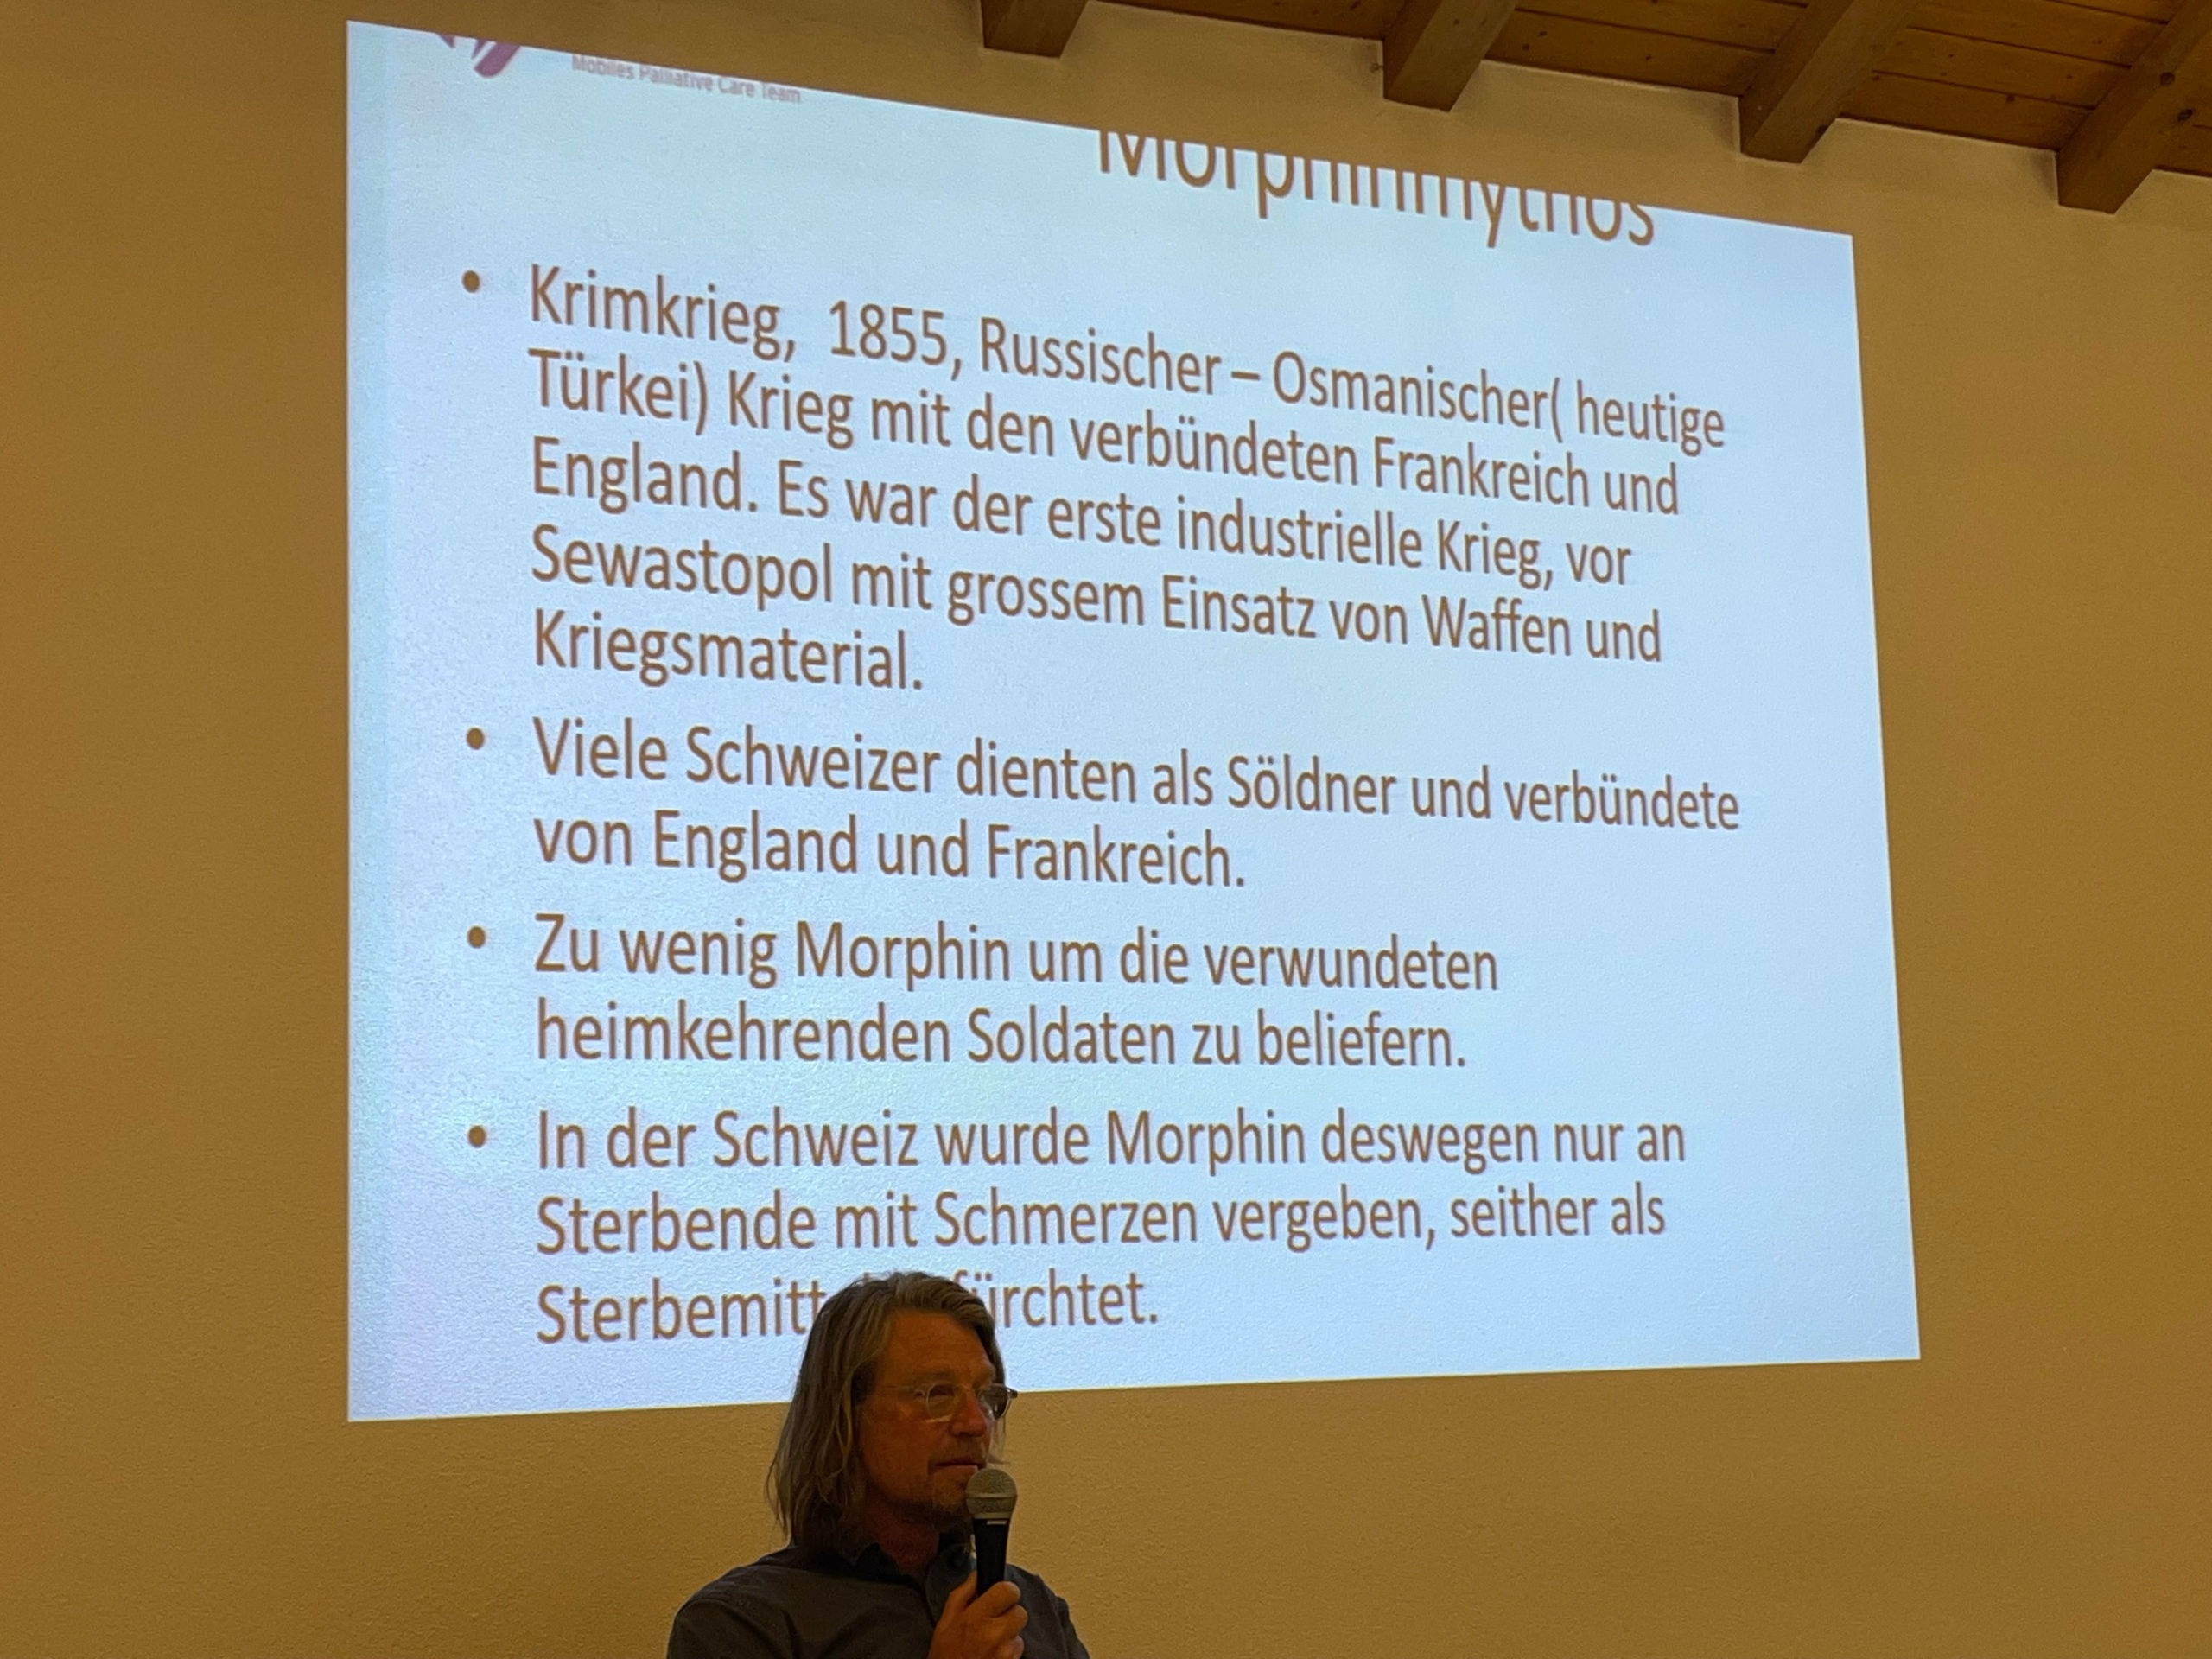 Mobiles Palliative Care Team
Morphinmythos
• Krimkrieg, 1855, Russischer – Osmanischer( heutige
Türkei) Krieg mit den verbündeten Frankreich und
England. Es war der erste industrielle Krieg, vor
Sewastopol mit grossem Einsatz von Waffen und
Kriegsmaterial.
• Viele Schweizer dienten als Söldner und verbündete
von England und Frankreich.
• Zu wenig Morphin um die verwundeten
heimkehrenden Soldaten zu beliefern.
• In der Schweiz wurde Morphin deswegen nur an
Sterbende mit Schmerzen vergeben, seither als